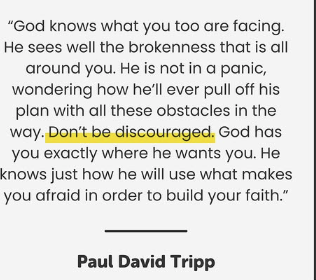 “God knows what you too are facing.
He sees well the brokenness that is all
around you. He is not in a panic,
wondering how he’ll ever pull off his
plan with all these obstacles in the
way. Don’t be discouraged. God has
you exactly where he wants you. He
knows just how he will use what makes
you afraid in order to build your faith.”
Paul David Tripp